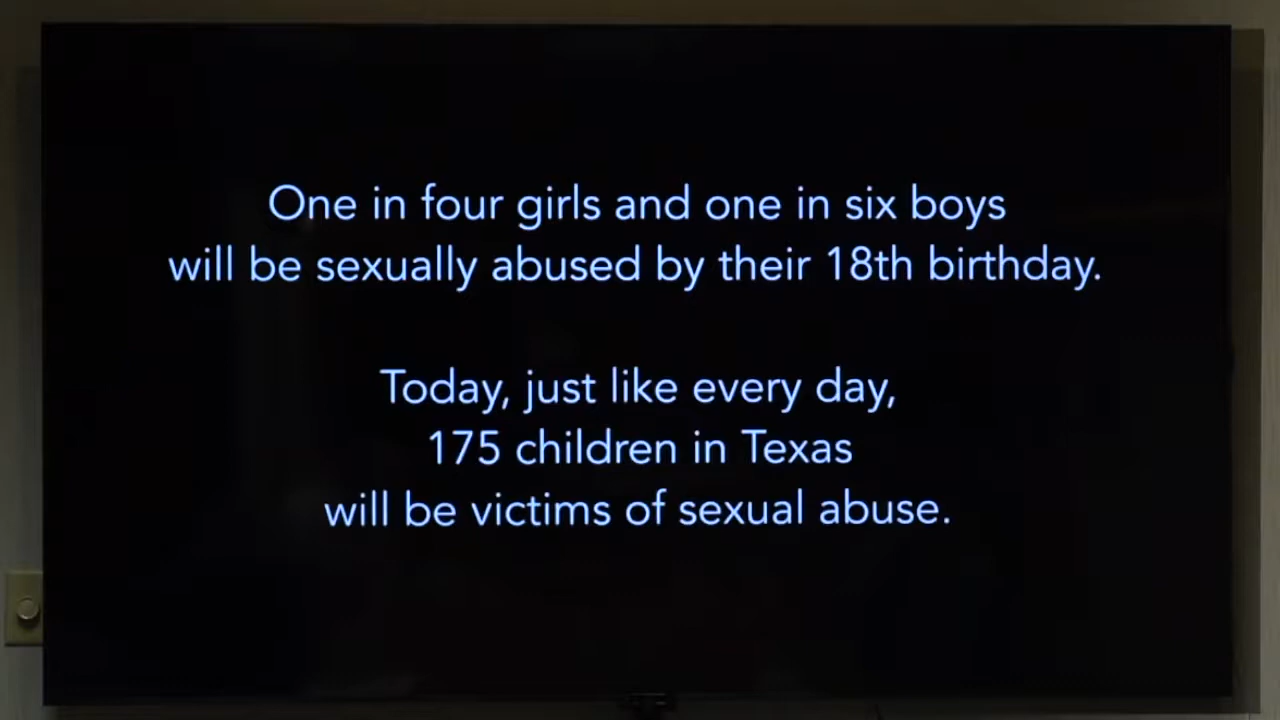 One in four girls and one in six boys
will be sexually abused by their 18th birthday.
Today, just like every day,
175 children in Texas
will be victims of sexual abuse.